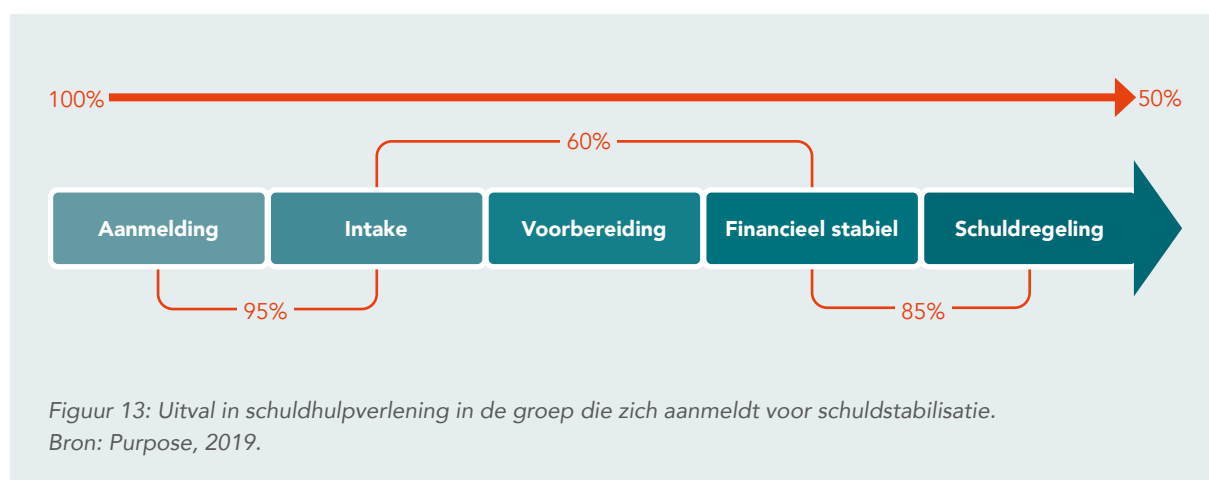 100%
50%
60%
Aanmelding
Intake
Voorbereiding
Financieel stabiel
Schuldregeling
95%
85%
Figuur 13: Uitval in schuldhulpverlening in de groep die zich aanmeldt voor schuldstabilisatie.
Bron: Purpose, 2019.